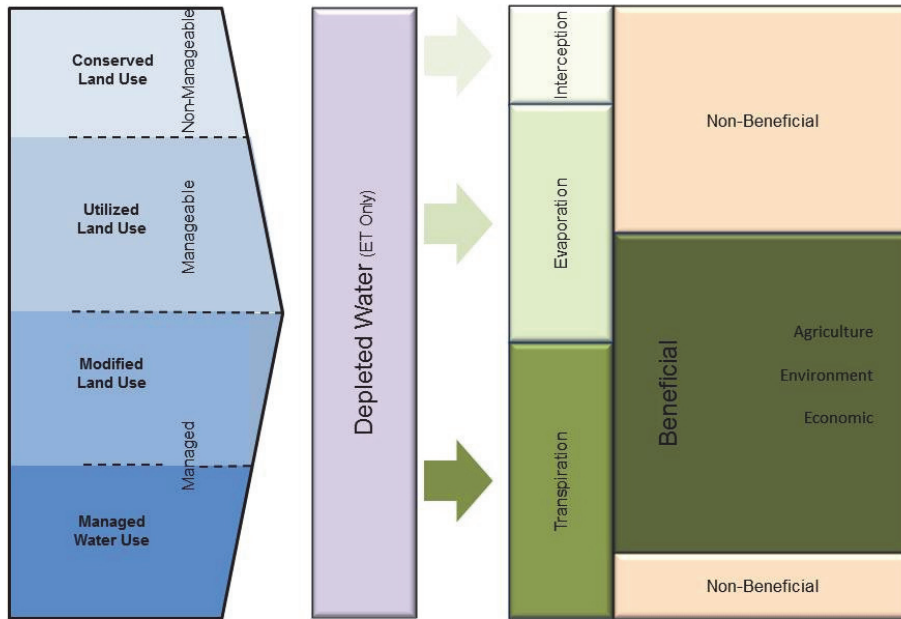 Conserved
Land Use
Non-Manageable
Utilized
Land Use
Manageable
Modified
Land Use
Managed
Managed
Water Use
Depleted Water (ET Only)
Interception
Evaporation
Transpiration
Non-Beneficial
Beneficial
Agriculture
Environment
Economic
Non-Beneficial